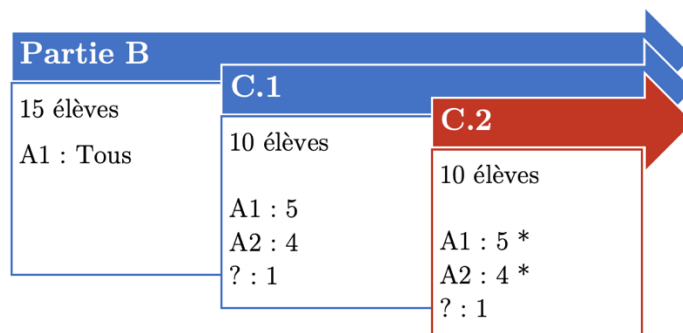 Partie B
15 élèves
A1 : Tous
C.1
10 élèves
A1 : 5
A2 : 4
? : 1
C.2
10 élèves
A1 : 5 *
A2 : 4 *
? : 1